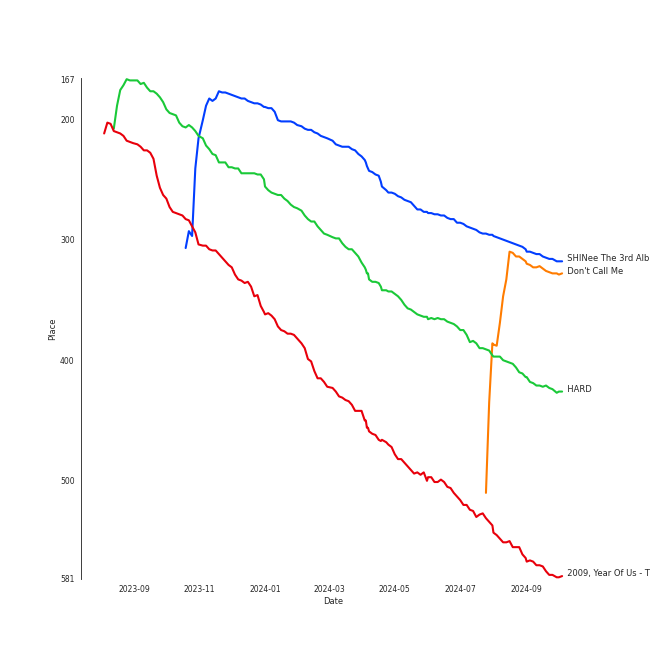 167
200
300
400
500
581
Place
2023-09
2023-11
2024-01
2024-03
2024-05
2024-07
2024-09
Date
SHINee The 3rd Alb
Don't Call Me
HARD
2009, Year Of Us - T